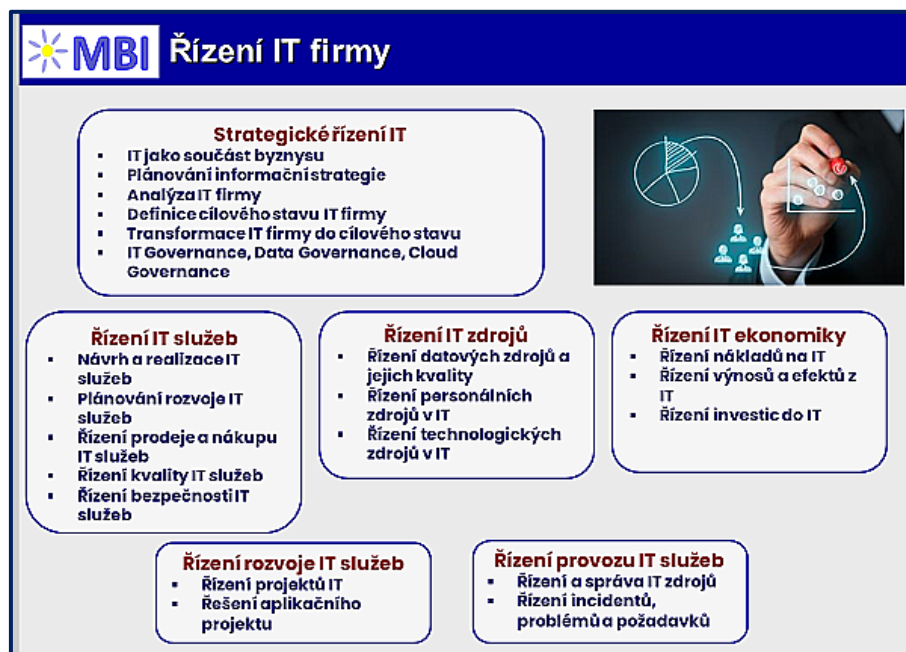 MBI Řízení IT firmy
Strategické řízení IT
▪ IT jako součást byznysu
▪ Plánování informační strategie
▪ Analýza IT firmy
▪ Definice cílového stavu IT firmy
▪ Transformace IT firmy do cílového stavu
▪ IT Governance, Data Governance, Cloud
Governance
Řízení IT služeb
▪ Návrh a realizace IT
služeb
▪ Plánování rozvoje IT
služeb
▪ Řízení prodeje a nákupu
IT služeb
▪ Řízení kvality IT služeb
▪ Řízení bezpečnosti IT
služeb
Řízení IT zdrojů
▪ Řízení datových zdrojů a
jejich kvality
▪ Řízení personálních
zdrojů v IT
▪ Řízení technologických
zdrojů v IT
Řízení IT ekonomiky
▪ Řízení nákladů na IT
▪ Řízení výnosů a efektů z
IT
▪ Řízení investic do IT
Řízení rozvoje IT služeb
▪ Řízení projektů IT
▪ Řešení aplikačního
projektu
Řízení provozu IT služeb
▪ Řízení a správa IT zdrojů
▪ Řízení incidentů,
problémů a požadavků